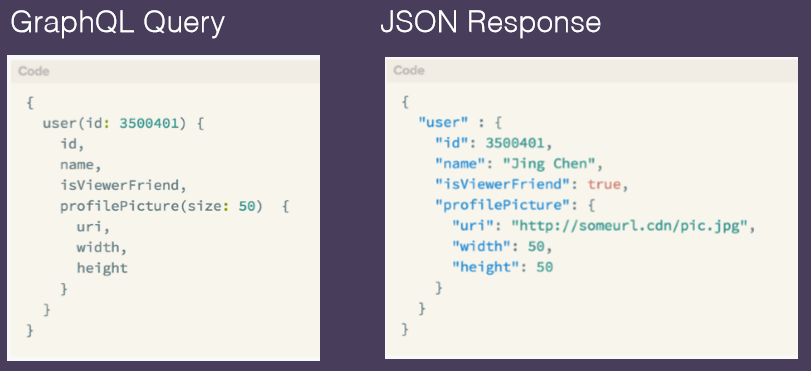 GraphQL Query
Code
{
  user(id: 3500401) {
    id,
    name,
    isViewerFriend,
    profilePicture(size: 50)  {
      uri,
      width,
      height
    }
  }
}
JSON Response
Code
{
  "user" : {
    "id": 3500401,
    "name": "Jing Chen",
    "isViewerFriend": true,
    "profilePicture": {
      "uri": "http://someurl.cdn/pic.jpg",
      "width": 50,
      "height": 50
    }
  }
}